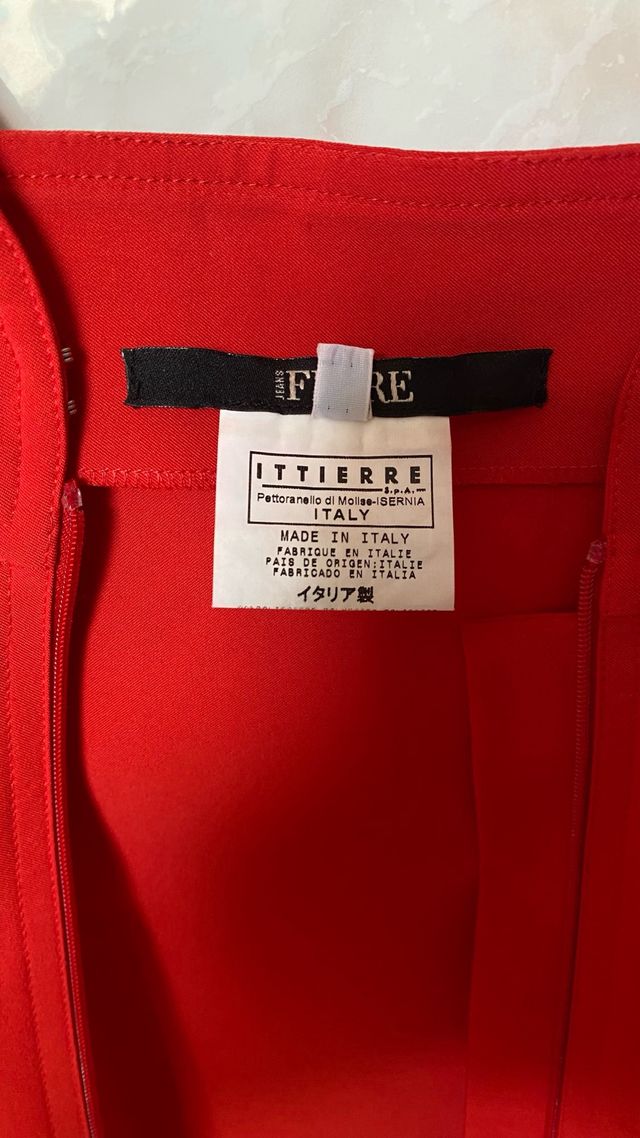 JEANS
ITTIERRE
S.p.A.
Pettoranello di Molise-ISERNIA
ITALY
MADE IN ITALY
FABRIQUE EN ITALIE
PAIS DE ORIGEN:ITALIE
FABRICADO EN ITALIA
イタリア製